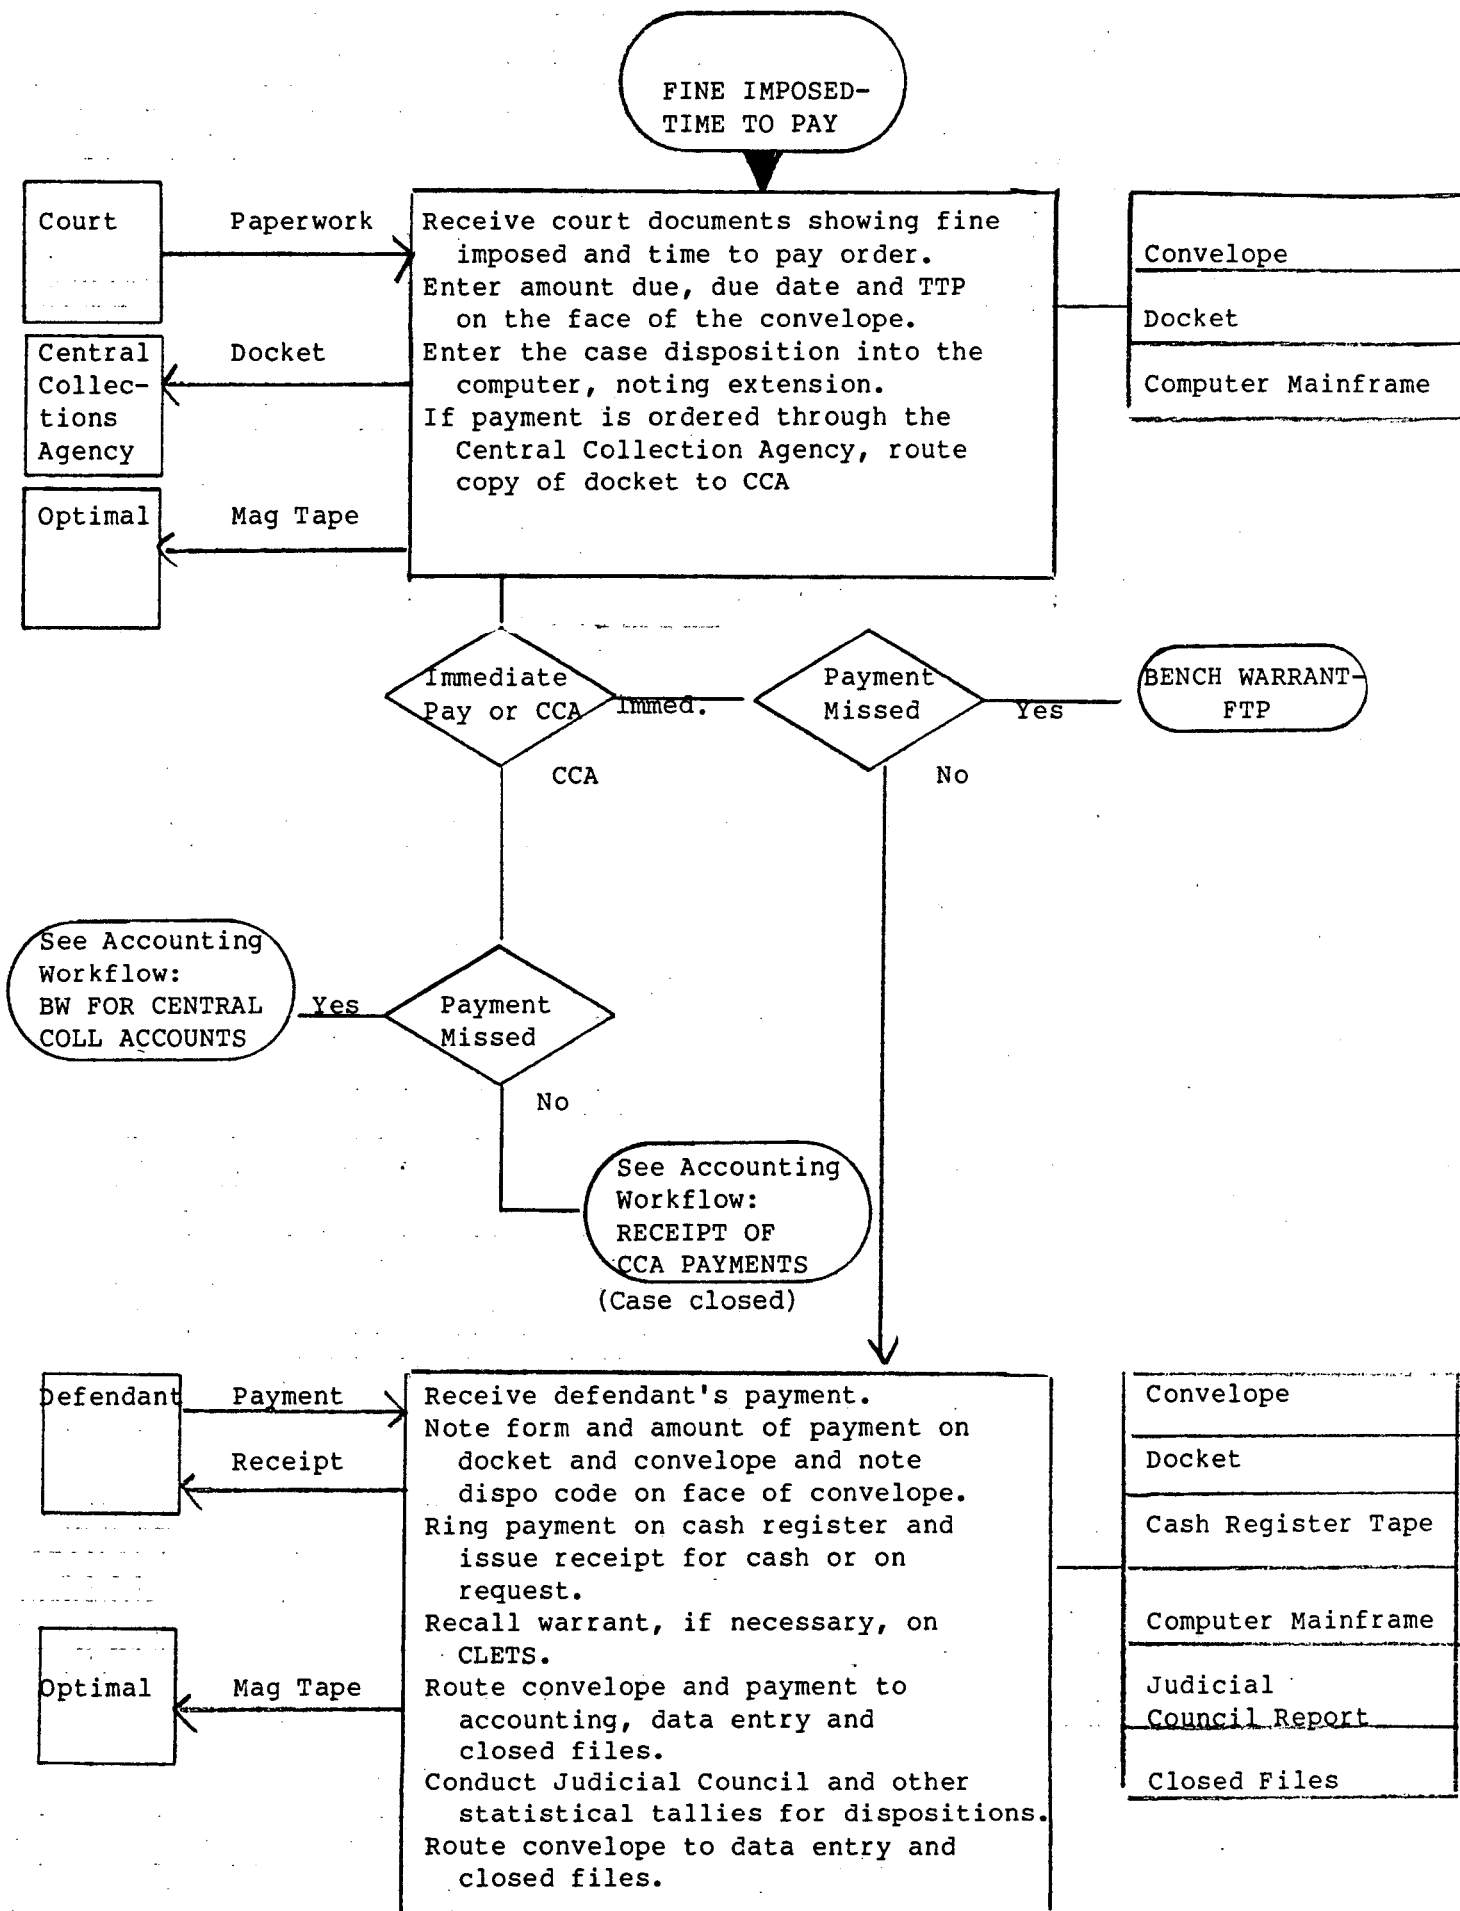 FINE IMPOSED-
TIME TO PAY
Court
Paperwork
Central
Collec-
tions
Agency
Docket
Optimal
Mag Tape
Receive court documents showing fine
imposed and time to pay order.
Enter amount due, due date and TTP
on the face of the convelope.
Enter the case disposition into the
computer, noting extension.
If payment is ordered through the
Central Collection Agency, route
copy of docket to CCA
Convelope
Docket
Computer Mainframe
Immediate
Pay or CCA
Immed.
Payment
Missed
Yes
BENCH WARRANT-
FTP
CCA
No
See Accounting
Workflow:
BW FOR CENTRAL
COLL ACCOUNTS
Yes
Payment
Missed
No
See Accounting
Workflow:
RECEIPT OF
CCA PAYMENTS
(Case closed)
Defendant
Payment
Receipt
Optimal
Mag Tape
Receive defendant's payment.
Note form and amount of payment on
docket and convelope and note
dispo code on face of convelope.
Ring payment on cash register and
issue receipt for cash or on
request.
Recall warrant, if necessary, on
CLETS.
Route convelope and payment to
accounting, data entry and
closed files.
Conduct Judicial Council and other
statistical tallies for dispositions.
Route convelope to data entry and
closed files.
Convelope
Docket
Cash Register Tape
Computer Mainframe
Judicial
Council Report
Closed Files